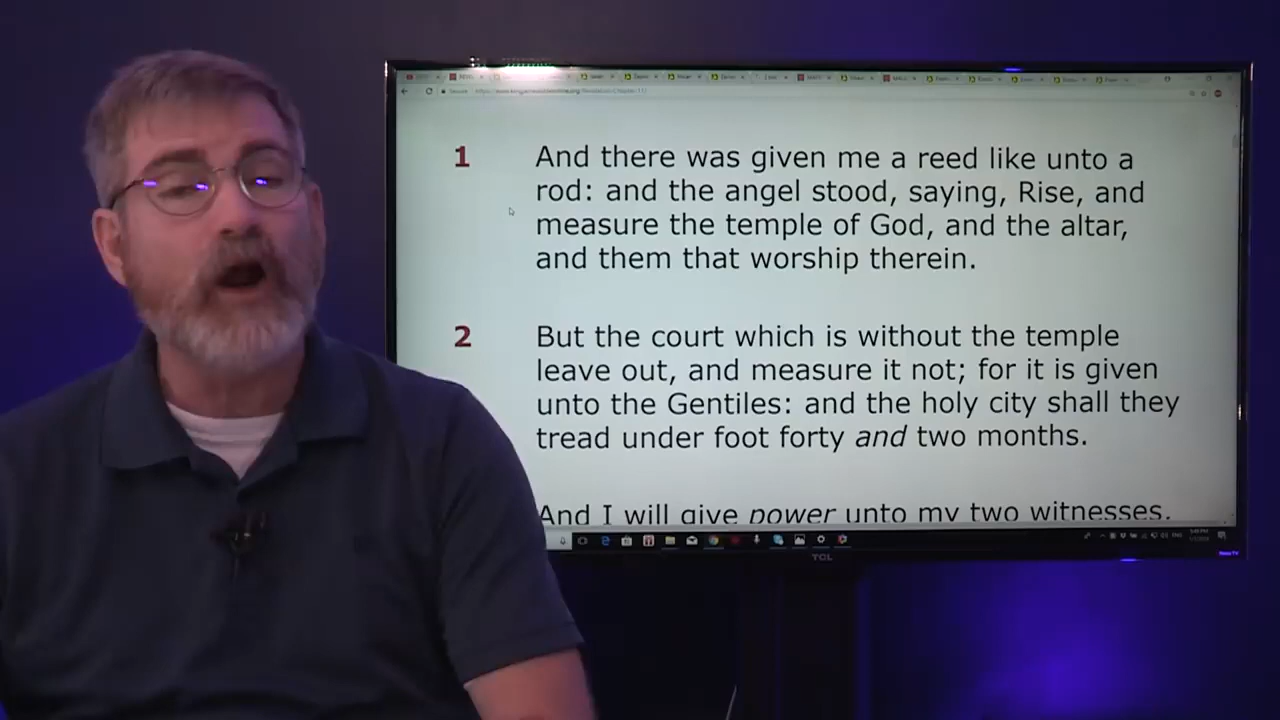 1 And there was given me a reed like unto a
rod: and the angel stood, saying, Rise, and
measure the temple of God, and the altar,
and them that worship therein.
2 But the court which is without the temple
leave out, and measure it not; for it is given
unto the Gentiles: and the holy city shall they
tread under foot forty and two months.
And I will give power unto my two witnesses,
TCL